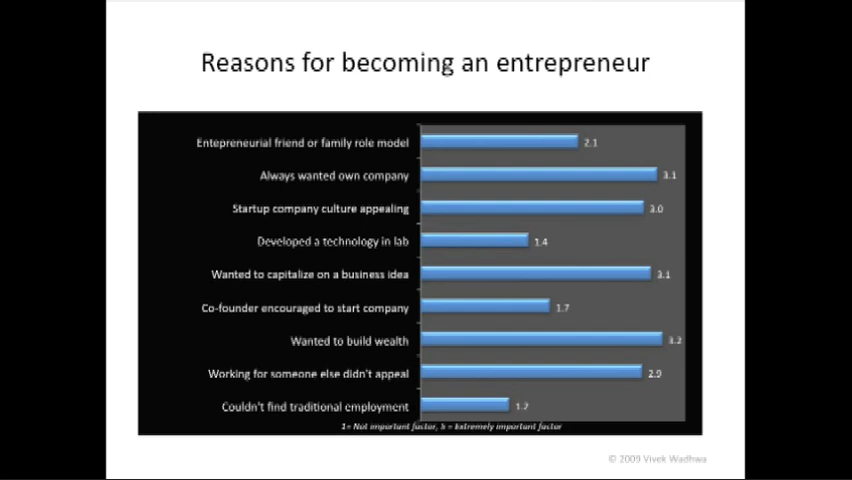 Reasons for becoming an entrepreneur
Entepreneurial friend or family role model 2.1
Always wanted own company 3.1
Startup company culture appealing 3.0
Developed a technology in lab 1.4
Wanted to capitalize on a business idea 3.1
Co-founder encouraged to start company 1.7
Wanted to build wealth 3.2
Working for someone else didn't appeal 2.9
Couldn't find traditional employment 1.2
1= Not important factor, 5 = Extremely important factor
© 2009 Vivek Wadhwa